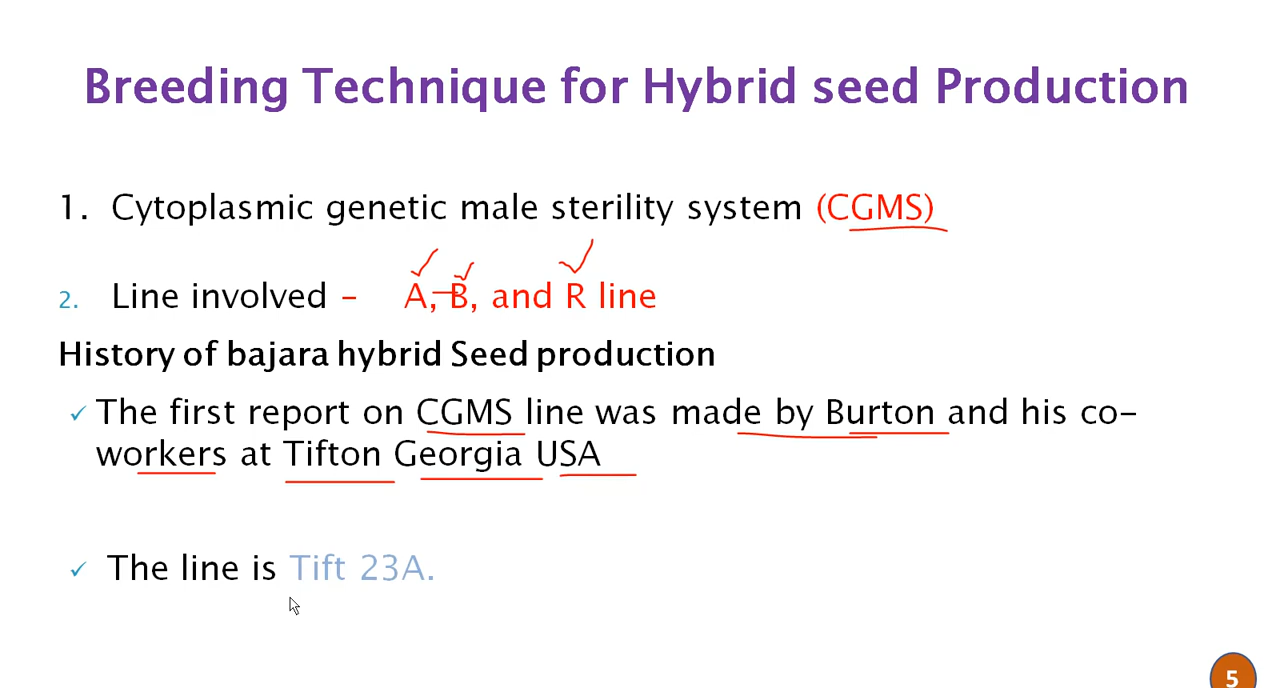 Breeding Technique for Hybrid seed Production
1. Cytoplasmic genetic male sterility system (CGMS)
2. Line involved – A, B, and R line
History of bajara hybrid Seed production
✓ The first report on CGMS line was made by Burton and his co-
workers at Tifton Georgia USA
✓ The line is Tift 23A.
5